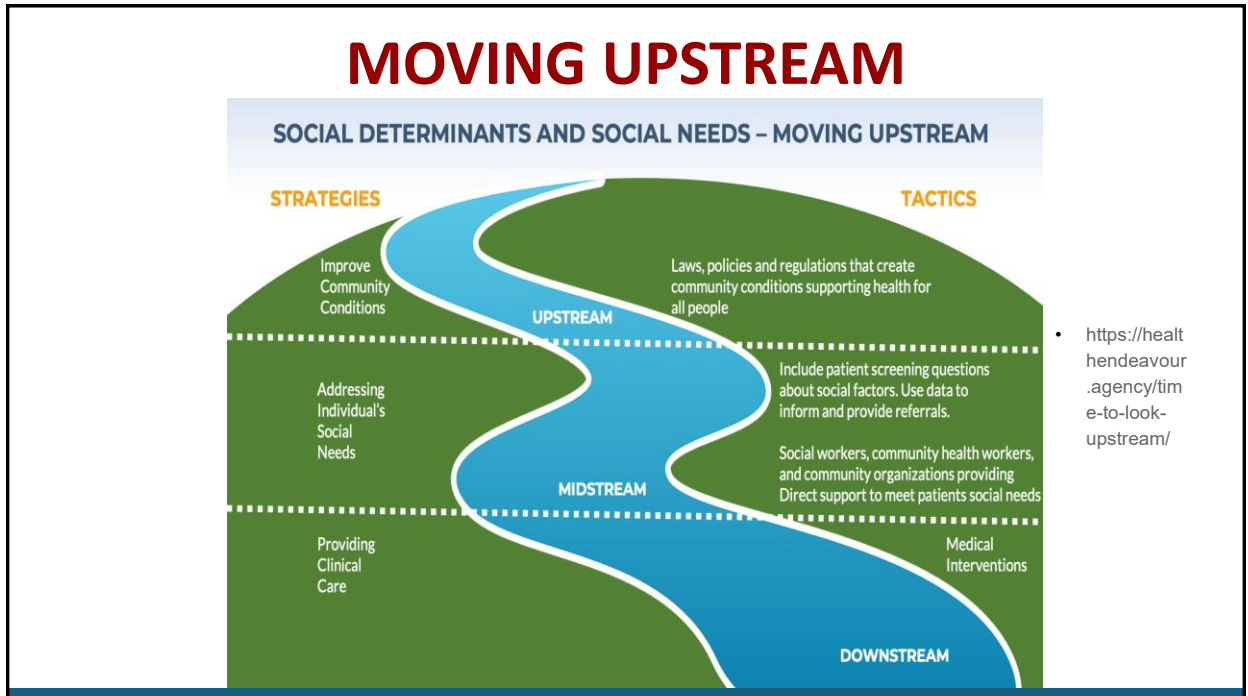 MOVING UPSTREAM
SOCIAL DETERMINANTS AND SOCIAL NEEDS – MOVING UPSTREAM
STRATEGIES
TACTICS
Improve
Community
Conditions
Laws, policies and regulations that create
community conditions supporting health for
all people
UPSTREAM
Addressing
Individual's
Social
Needs
Include patient screening questions
about social factors. Use data to
inform and provide referrals.
Social workers, community health workers,
and community organizations providing
Direct support to meet patients social needs
MIDSTREAM
Providing
Clinical
Care
Medical
Interventions
DOWNSTREAM
• https://healt
hendeavour
.agency/tim
e-to-look-
upstream/